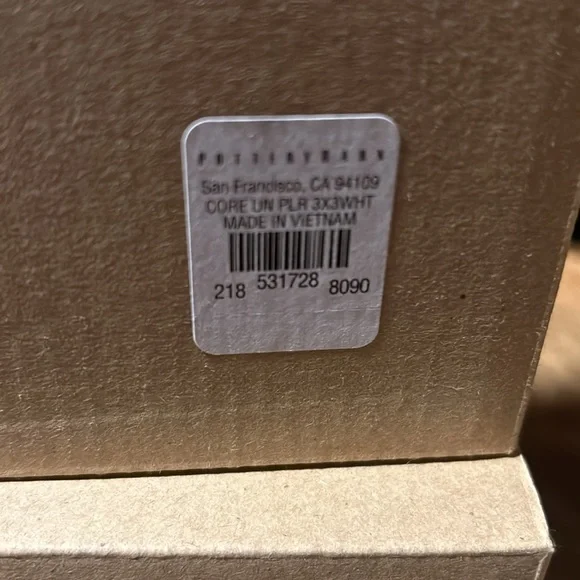 POTTERYBARN
San Francisco, CA 94109
CORE UN PLR 3X3WHT
MADE IN VIETNAM
218 531728 8090